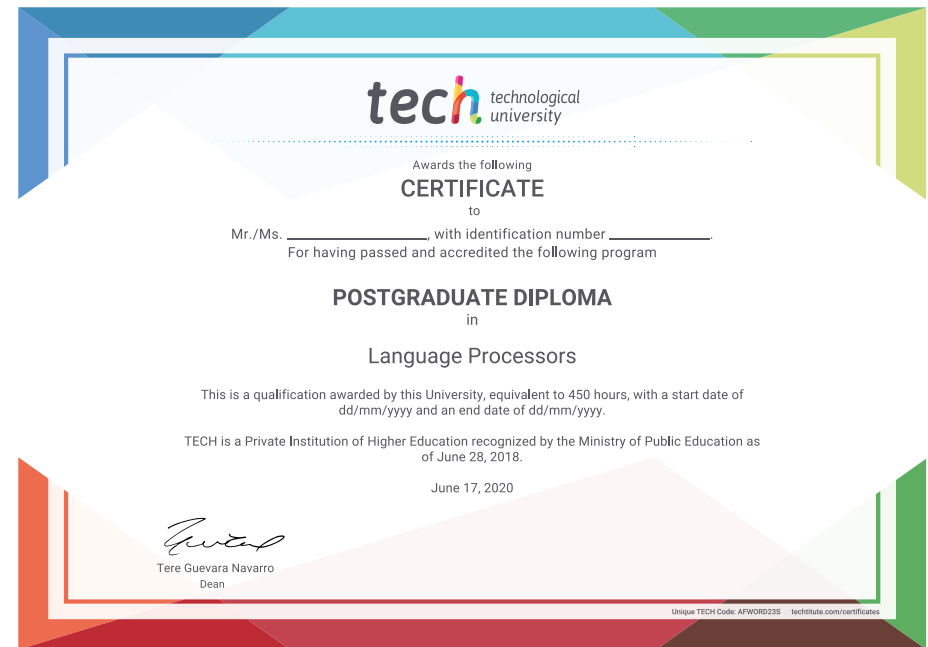 tech technological
university
Awards the following
CERTIFICATE
to
Mr./Ms. ____________________, with identification number ______________.
For having passed and accredited the following program
POSTGRADUATE DIPLOMA
in
Language Processors
This is a qualification awarded by this University, equivalent to 450 hours, with a start date of
dd/mm/yyyy and an end date of dd/mm/yyyy.
TECH is a Private Institution of Higher Education recognized by the Ministry of Public Education as
of June 28, 2018.
June 17, 2020
Tere Guevara Navarro
Dean
Unique TECH Code: AFWORD23S techtitute.com/certificates